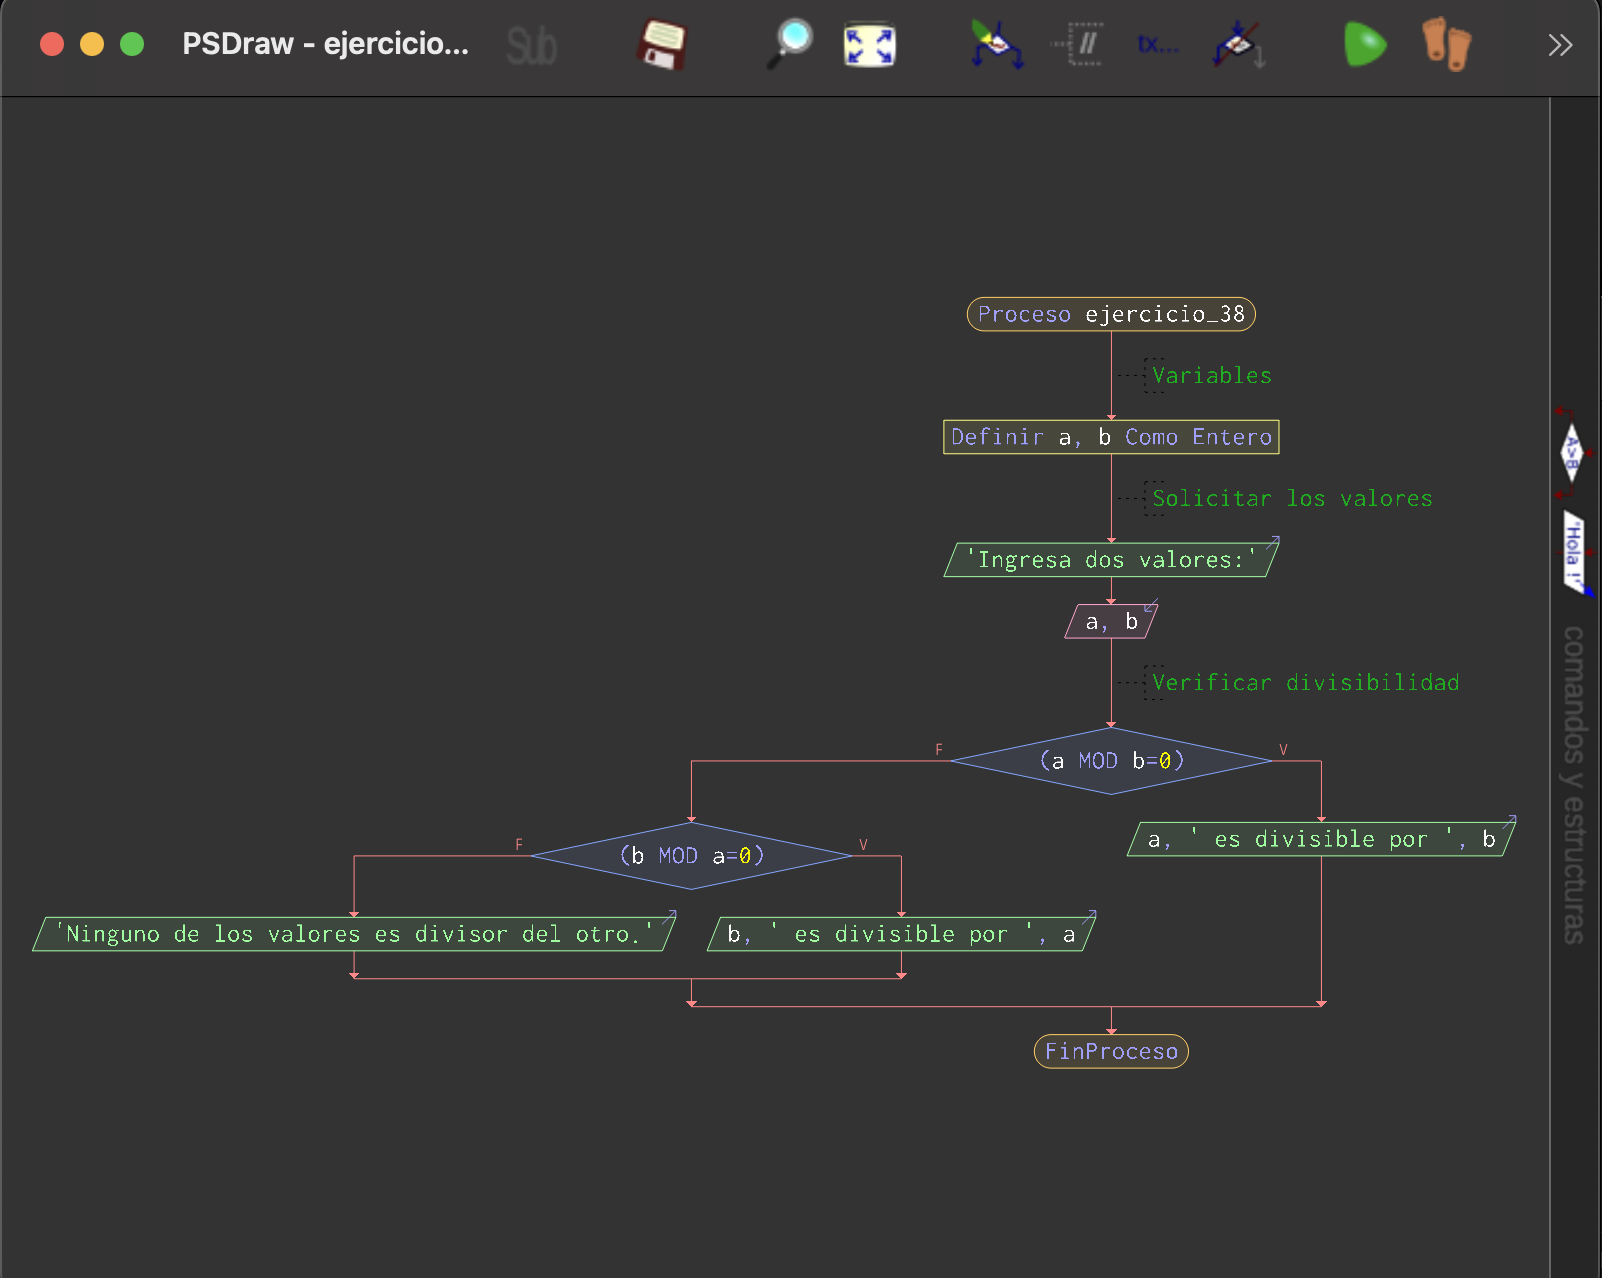 PSDraw - ejercicio...
Sub
//
tx...
Proceso ejercicio_38
Variables
Definir a, b Como Entero
Solicitar los valores
'Ingresa dos valores:'
a, b
Verificar divisibilidad
F
(a MOD b=0)
V
F
(b MOD a=0)
V
a, ' es divisible por ', b
'Ninguno de los valores es divisor del otro.'
b, ' es divisible por ', a
FinProceso
A>B
"Hola !"
comandos y estructuras